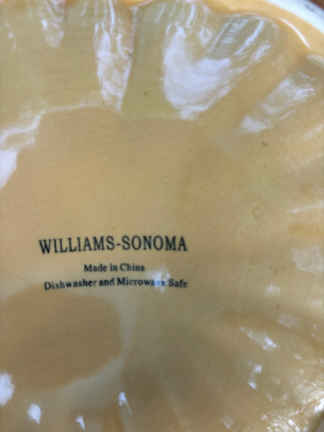 WILLIAMS-SONOMA
Made in China
Dishwasher and Microwave Safe